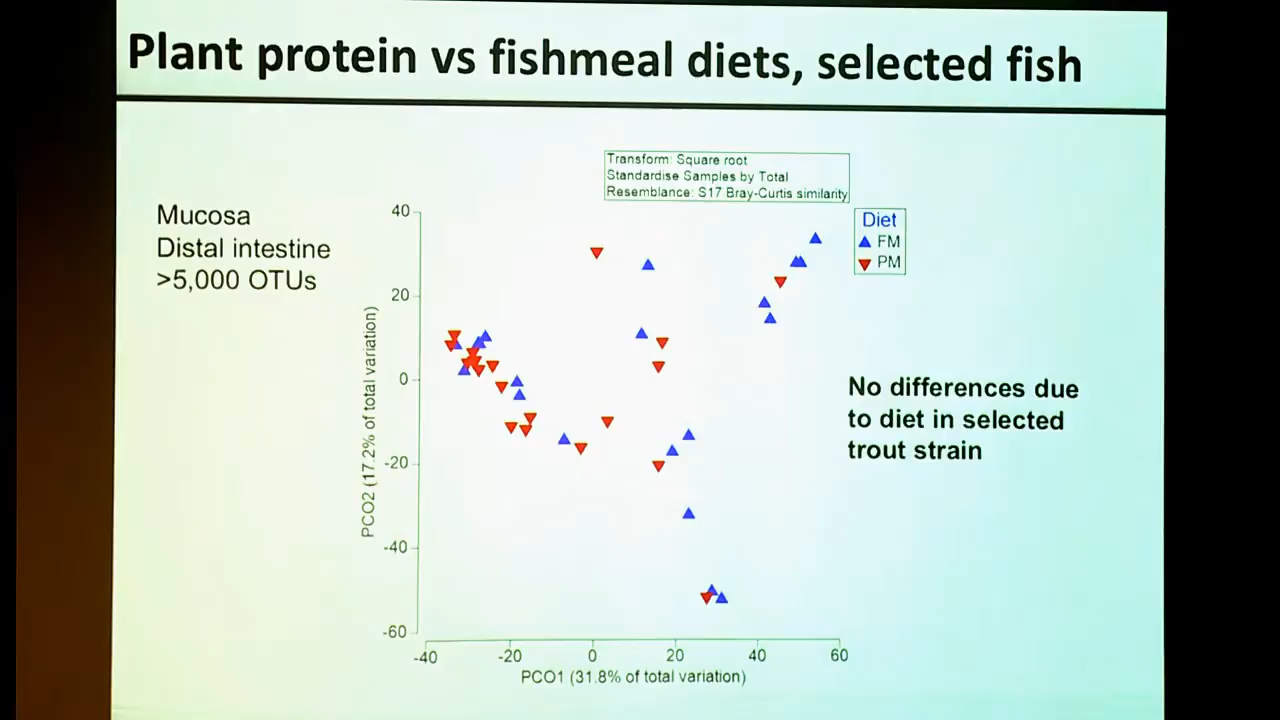 Plant protein vs fishmeal diets, selected fish
Transform: Square root
Standardise Samples by Total
Resemblance: S17 Bray-Curtis similarity
Mucosa
Distal intestine
>5,000 OTUs
Diet
FM
PM
40
20
0
-20
-40
-60
PCO2 (17.2% of total variation)
No differences due
to diet in selected
trout strain
-40 -20 0 20 40 60
PCO1 (31.8% of total variation)